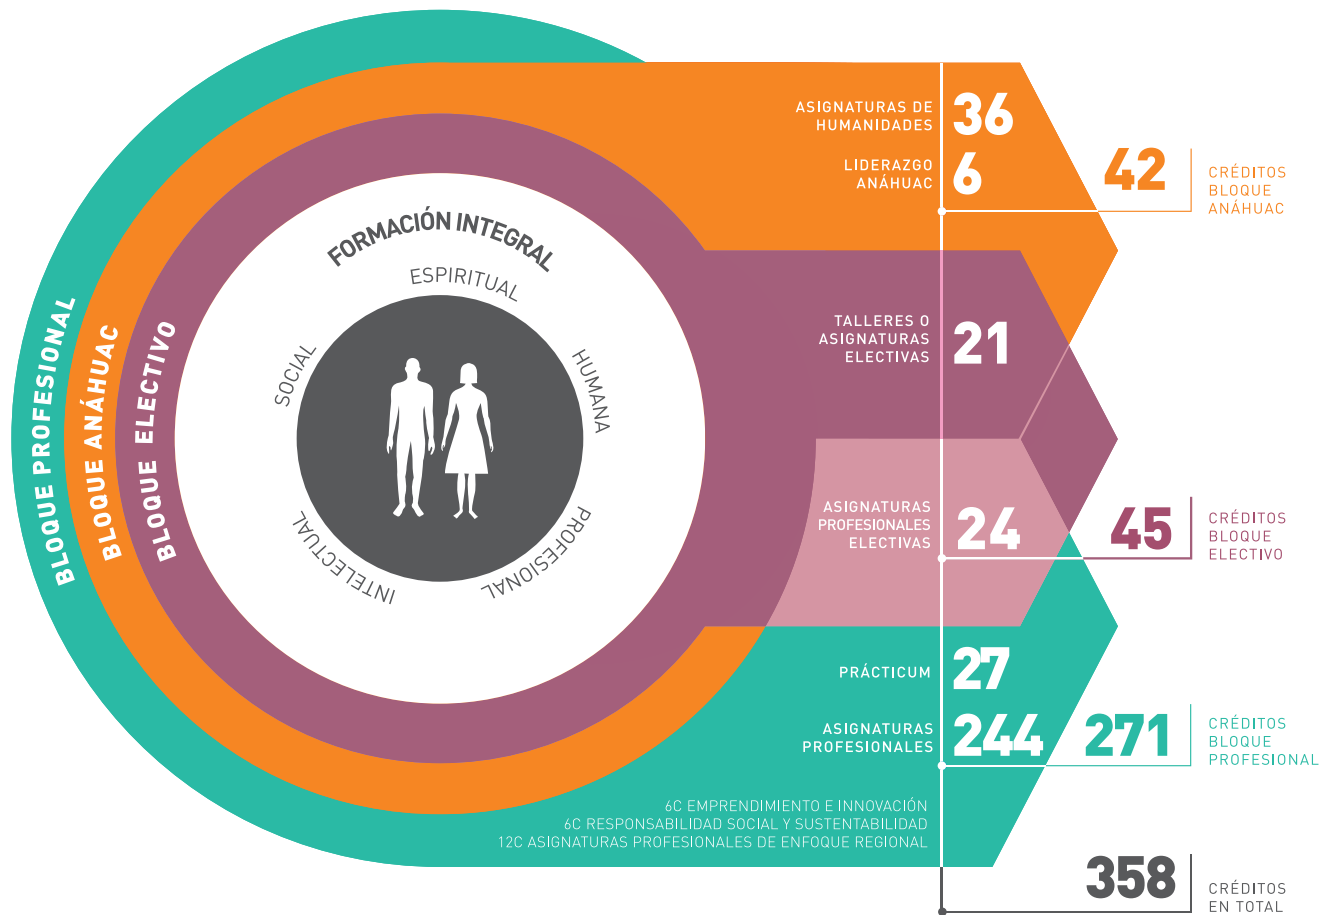 BLOQUE PROFESIONAL
BLOQUE ANÁHUAC
BLOQUE ELECTIVO
FORMACIÓN INTEGRAL
ESPIRITUAL
SOCIAL
HUMANA
INTELECTUAL
PROFESIONAL
ASIGNATURAS DE
HUMANIDADES
36
LIDERAZGO
ANÁHUAC
6
42
CRÉDITOS
BLOQUE
ANÁHUAC
TALLERES O
ASIGNATURAS
ELECTIVAS
21
ASIGNATURAS
PROFESIONALES
ELECTIVAS
24
45
CRÉDITOS
BLOQUE
ELECTIVO
PRÁCTICUM
27
ASIGNATURAS
PROFESIONALES
244
271
CRÉDITOS
BLOQUE
PROFESIONAL
6C EMPRENDIMIENTO E INNOVACIÓN
6C RESPONSABILIDAD SOCIAL Y SUSTENTABILIDAD
12C ASIGNATURAS PROFESIONALES DE ENFOQUE REGIONAL
358
CRÉDITOS
EN TOTAL